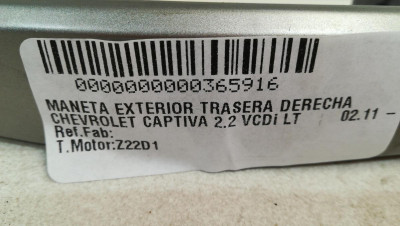 0000000000365916
MANETA EXTERIOR TRASERA DERECHA
CHEVROLET CAPTIVA 2.2 VCDi LT 02.11 -
Ref.Fab:
T.Motor:Z22D1